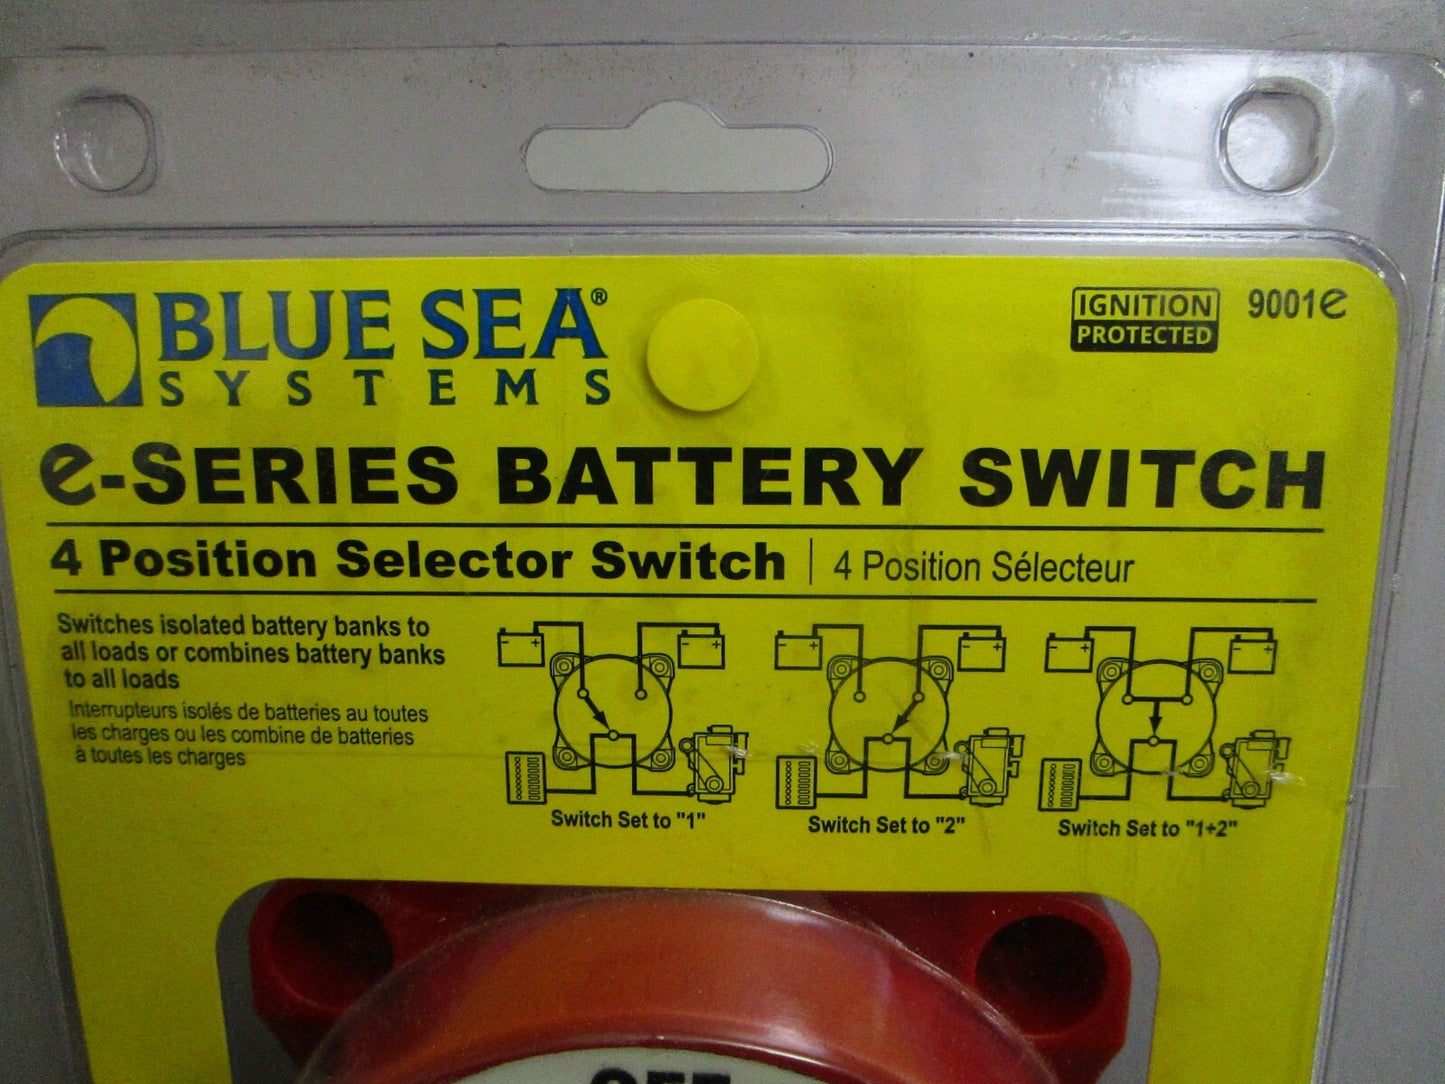 BLUE SEA®
SYSTEMS
IGNITION
PROTECTED
9001e
e-SERIES BATTERY SWITCH
4 Position Selector Switch | 4 Position Sélecteur
Switches isolated battery banks to
all loads or combines battery banks
to all loads
Interrupteurs isolés de batteries au toutes
les charges ou les combine de batteries
à toutes les charges
- +
- +
- +
- +
- +
- +
Switch Set to "1"
Switch Set to "2"
Switch Set to "1+2"
OFF